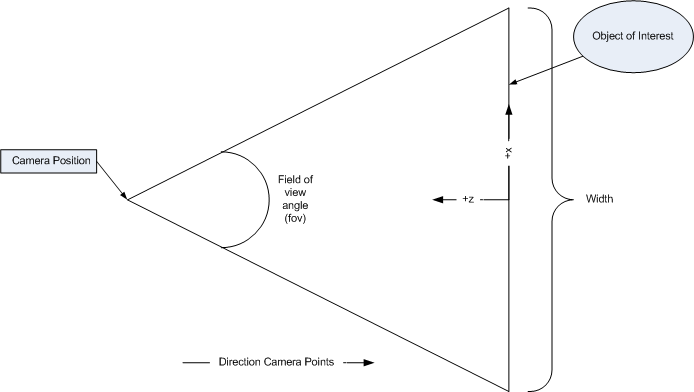 Object of Interest
Camera Position
+x
Field of
view
angle
(fov)
+z
Width
Direction Camera Points